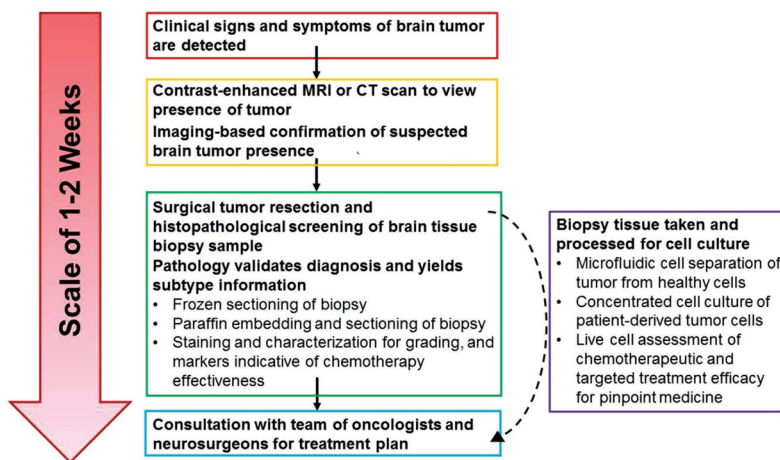 Scale of 1-2 Weeks
Clinical signs and symptoms of brain tumor
are detected
Contrast-enhanced MRI or CT scan to view
presence of tumor
Imaging-based confirmation of suspected
brain tumor presence
Surgical tumor resection and
histopathological screening of brain tissue
biopsy sample
Pathology validates diagnosis and yields
subtype information
• Frozen sectioning of biopsy
• Paraffin embedding and sectioning of biopsy
• Staining and characterization for grading, and
markers indicative of chemotherapy
effectiveness
Consultation with team of oncologists and
neurosurgeons for treatment plan
Biopsy tissue taken and
processed for cell culture
• Microfluidic cell separation of
tumor from healthy cells
• Concentrated cell culture of
patient-derived tumor cells
• Live cell assessment of
chemotherapeutic and
targeted treatment efficacy
for pinpoint medicine